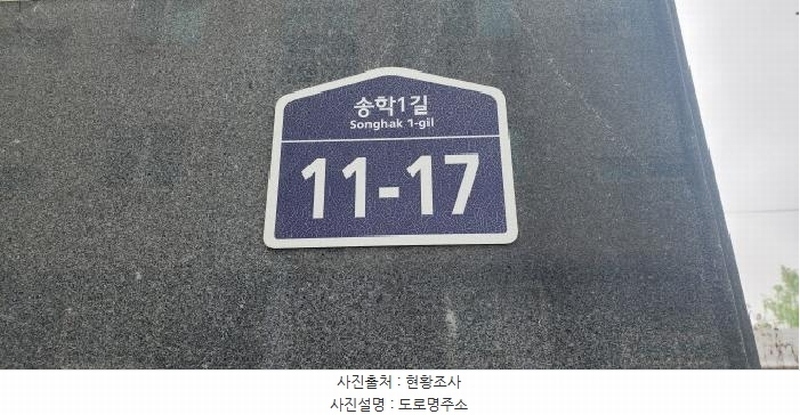 송학1길
Songhak 1-gil
11-17
사진출처 : 현황조사
사진설명 : 도로명주소